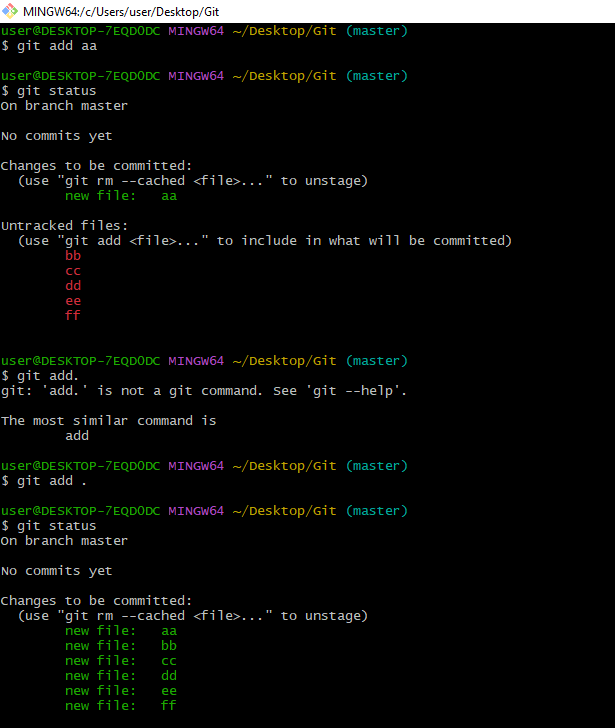 MINGW64:/c/Users/user/Desktop/Git
user@DESKTOP-7EQD0DC MINGW64 ~/Desktop/Git (master)
$ git add aa
user@DESKTOP-7EQD0DC MINGW64 ~/Desktop/Git (master)
$ git status
On branch master
No commits yet
Changes to be committed:
  (use "git rm --cached <file>..." to unstage)
        new file:   aa
Untracked files:
  (use "git add <file>..." to include in what will be committed)
        bb
        cc
        dd
        ee
        ff
user@DESKTOP-7EQD0DC MINGW64 ~/Desktop/Git (master)
$ git add.
git: 'add.' is not a git command. See 'git --help'.
The most similar command is
        add
user@DESKTOP-7EQD0DC MINGW64 ~/Desktop/Git (master)
$ git add .
user@DESKTOP-7EQD0DC MINGW64 ~/Desktop/Git (master)
$ git status
On branch master
No commits yet
Changes to be committed:
  (use "git rm --cached <file>..." to unstage)
        new file:   aa
        new file:   bb
        new file:   cc
        new file:   dd
        new file:   ee
        new file:   ff